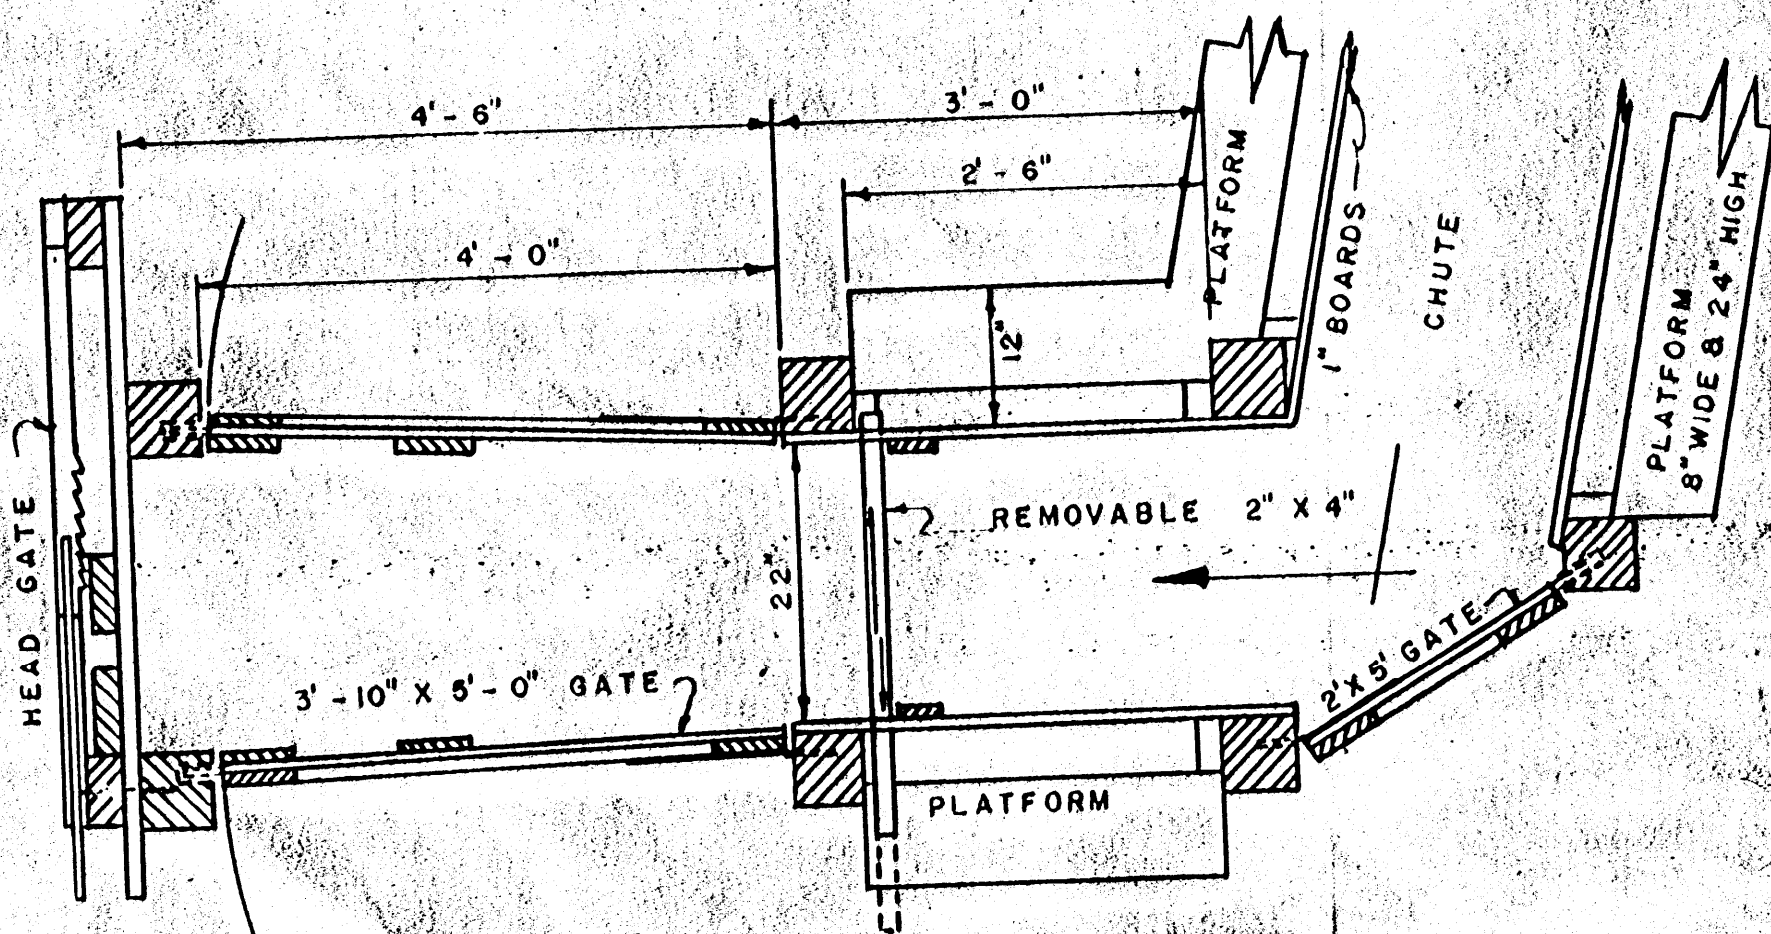 4' - 6"
3' - 0"
2' - 6"
4' - 0"
12"
PLATFORM
1" BOARDS
CHUTE
PLATFORM
8" WIDE & 24" HIGH
HEAD GATE
REMOVABLE 2" X 4"
22"
3' - 10" X 5' - 0" GATE
2' X 5' GATE
PLATFORM